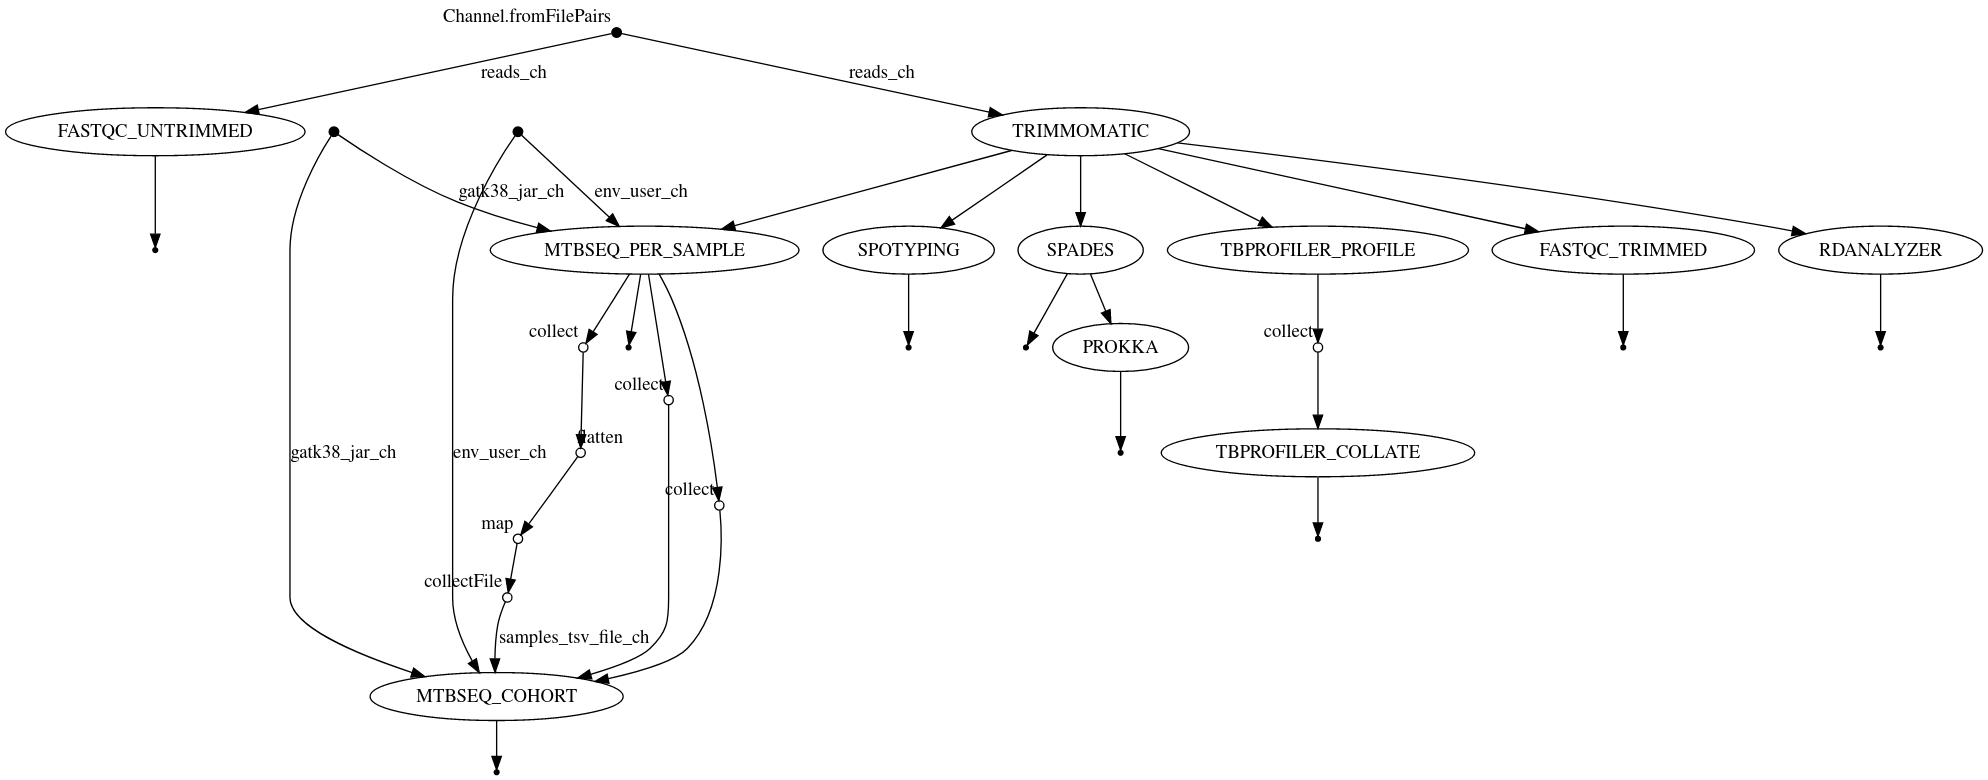 Channel.fromFilePairs
reads_ch
reads_ch
FASTQC_UNTRIMMED
TRIMMOMATIC
gatk38_jar_ch
env_user_ch
MTBSEQ_PER_SAMPLE
SPOTYPING
SPADES
TBPROFILER_PROFILE
FASTQC_TRIMMED
RDANALYZER
collect
collect
PROKKA
collect
flatten
gatk38_jar_ch
env_user_ch
TBPROFILER_COLLATE
collect
map
collectFile
samples_tsv_file_ch
MTBSEQ_COHORT